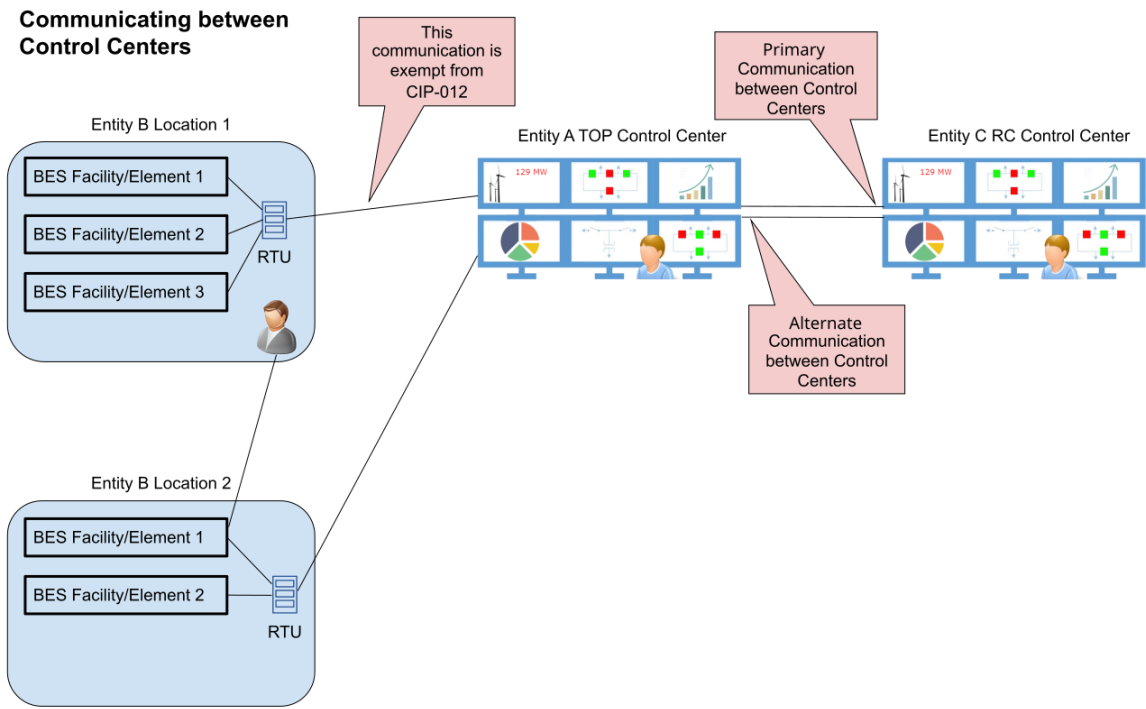 Communicating between
Control Centers
This
communication is
exempt from
CIP-012
Primary
Communication
between Control
Centers
Entity B Location 1
Entity A TOP Control Center
Entity C RC Control Center
BES Facility/Element 1
BES Facility/Element 2
BES Facility/Element 3
RTU
129 MW
129 MW
Alternate
Communication
between Control
Centers
Entity B Location 2
BES Facility/Element 1
BES Facility/Element 2
RTU